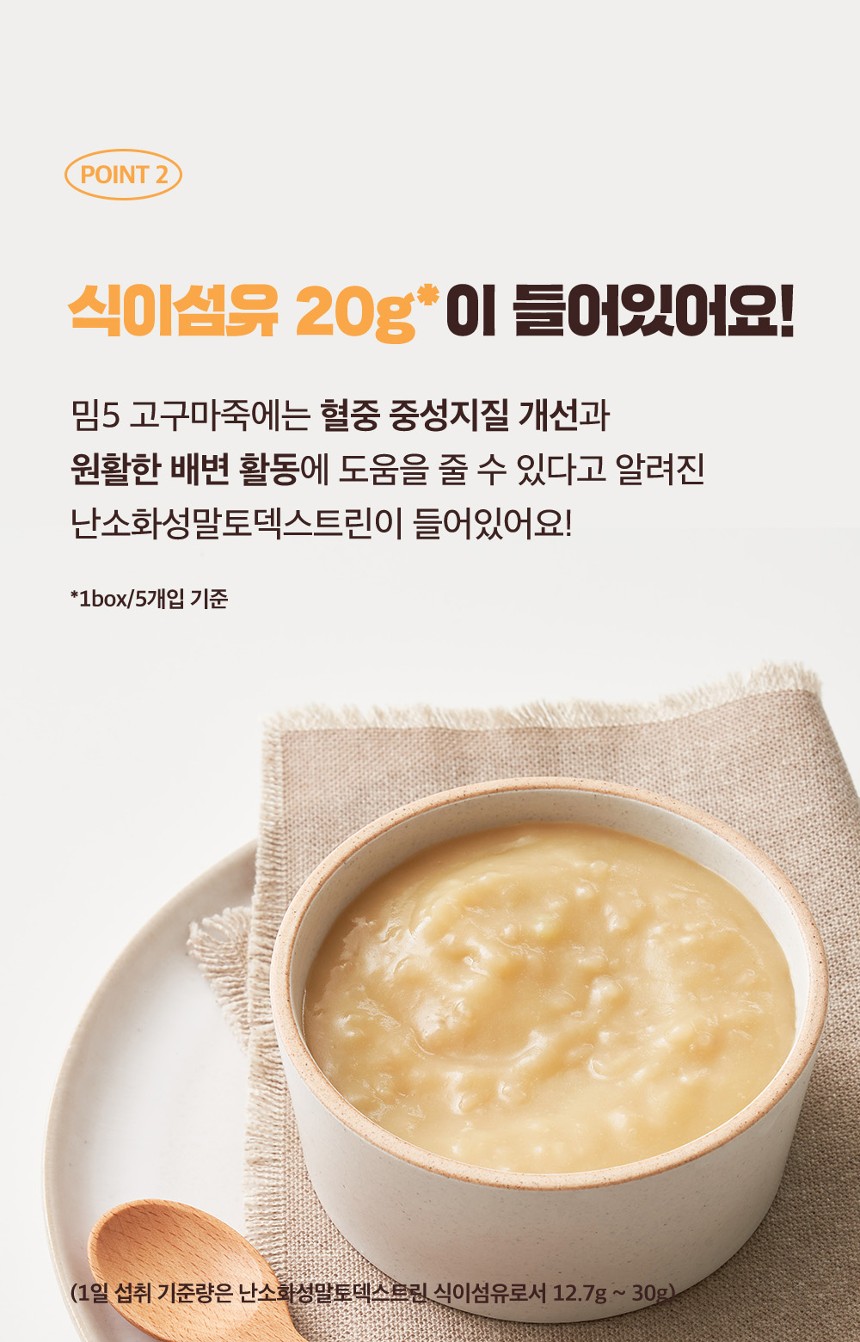 POINT 2
식이섬유 20g*이 들어있어요!
밈5 고구마죽에는 혈중 중성지질 개선과
원활한 배변 활동에 도움을 줄 수 있다고 알려진
난소화성말토덱스트린이 들어있어요!
*1box/5개입 기준
(1일 섭취 기준량은 난소화성말토덱스트린 식이섬유로서 12.7g ~ 30g)